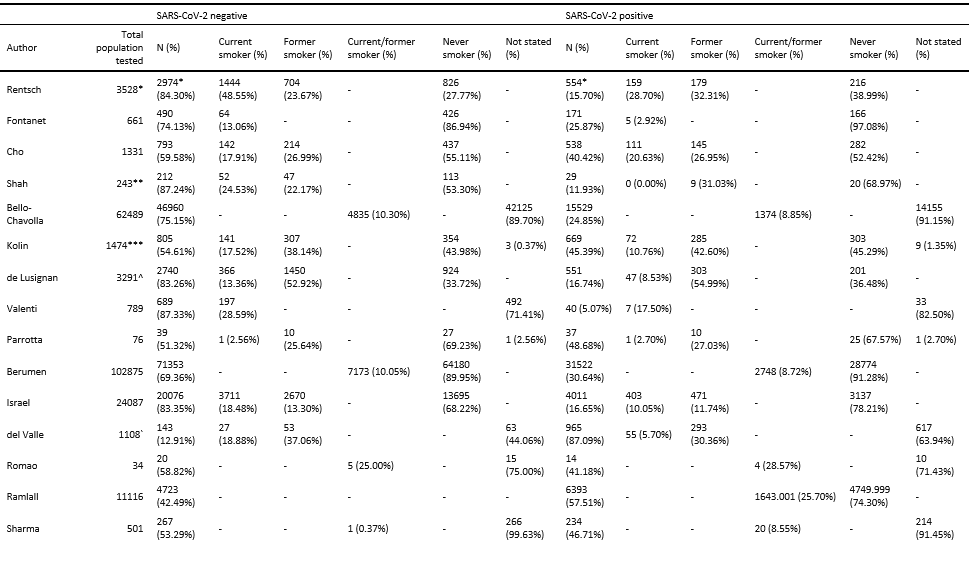 SARS-CoV-2 negative SARS-CoV-2 positive
Author Total population tested N (%) Current smoker (%) Former smoker (%) Current/former smoker (%) Never smoker (%) Not stated (%) N (%) Current smoker (%) Former smoker (%) Current/former smoker (%) Never smoker (%) Not stated (%)
Rentsch 3528* 2974* (84.30%) 1444 (48.55%) 704 (23.67%) - 826 (27.77%) - 554* (15.70%) 159 (28.70%) 179 (32.31%) - 216 (38.99%) -
Fontanet 661 490 (74.13%) 64 (13.06%) - - 426 (86.94%) - 171 (25.87%) 5 (2.92%) - - 166 (97.08%) -
Cho 1331 793 (59.58%) 142 (17.91%) 214 (26.99%) - 437 (55.11%) - 538 (40.42%) 111 (20.63%) 145 (26.95%) - 282 (52.42%) -
Shah 243** 212 (87.24%) 52 (24.53%) 47 (22.17%) - 113 (53.30%) - 29 (11.93%) 0 (0.00%) 9 (31.03%) - 20 (68.97%) -
Bello-Chavolla 62489 46960 (75.15%) - - 4835 (10.30%) - 42125 (89.70%) 15529 (24.85%) - - 1374 (8.85%) - 14155 (91.15%)
Kolin 1474*** 805 (54.61%) 141 (17.52%) 307 (38.14%) - 354 (43.98%) 3 (0.37%) 669 (45.39%) 72 (10.76%) 285 (42.60%) - 303 (45.29%) 9 (1.35%)
de Lusignan 3291^ 2740 (83.26%) 366 (13.36%) 1450 (52.92%) - 924 (33.72%) - 551 (16.74%) 47 (8.53%) 303 (54.99%) - 201 (36.48%) -
Valenti 789 689 (87.33%) 197 (28.59%) - - - 492 (71.41%) 40 (5.07%) 7 (17.50%) - - - 33 (82.50%)
Parrotta 76 39 (51.32%) 1 (2.56%) 10 (25.64%) - 27 (69.23%) 1 (2.56%) 37 (48.68%) 1 (2.70%) 10 (27.03%) - 25 (67.57%) 1 (2.70%)
Berumen 102875 71353 (69.36%) - - 7173 (10.05%) 64180 (89.95%) - 31522 (30.64%) - - 2748 (8.72%) 28774 (91.28%) -
Israel 24087 20076 (83.35%) 3711 (18.48%) 2670 (13.30%) - 13695 (68.22%) - 4011 (16.65%) 403 (10.05%) 471 (11.74%) - 3137 (78.21%) -
del Valle 1108` 143 (12.91%) 27 (18.88%) 53 (37.06%) - - 63 (44.06%) 965 (87.09%) 55 (5.70%) 293 (30.36%) - - 617 (63.94%)
Romao 34 20 (58.82%) - - 5 (25.00%) - 15 (75.00%) 14 (41.18%) - - 4 (28.57%) - 10 (71.43%)
Ramlall 11116 4723 (42.49%) - - - - - 6393 (57.51%) - - 1643.001 (25.70%) 4749.999 (74.30%) -
Sharma 501 267 (53.29%) - - 1 (0.37%) - 266 (99.63%) 234 (46.71%) - - 20 (8.55%) - 214 (91.45%)